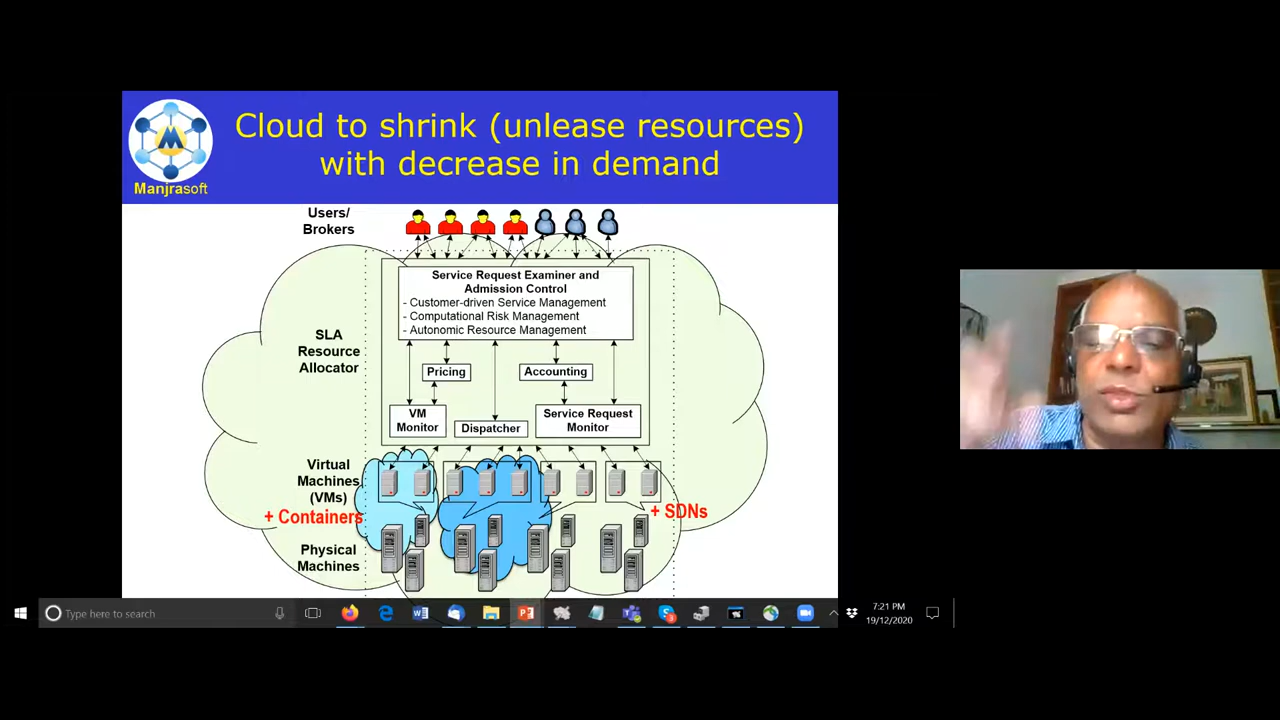 Cloud to shrink (unlease resources)
with decrease in demand
Manjrasoft
Users/
Brokers
Service Request Examiner and
Admission Control
- Customer-driven Service Management
- Computational Risk Management
- Autonomic Resource Management
SLA
Resource
Allocator
Pricing
Accounting
VM
Monitor
Dispatcher
Service Request
Monitor
Virtual
Machines
(VMs)
+ Containers
+ SDNs
Physical
Machines
Type here to search
7:21 PM
19/12/2020